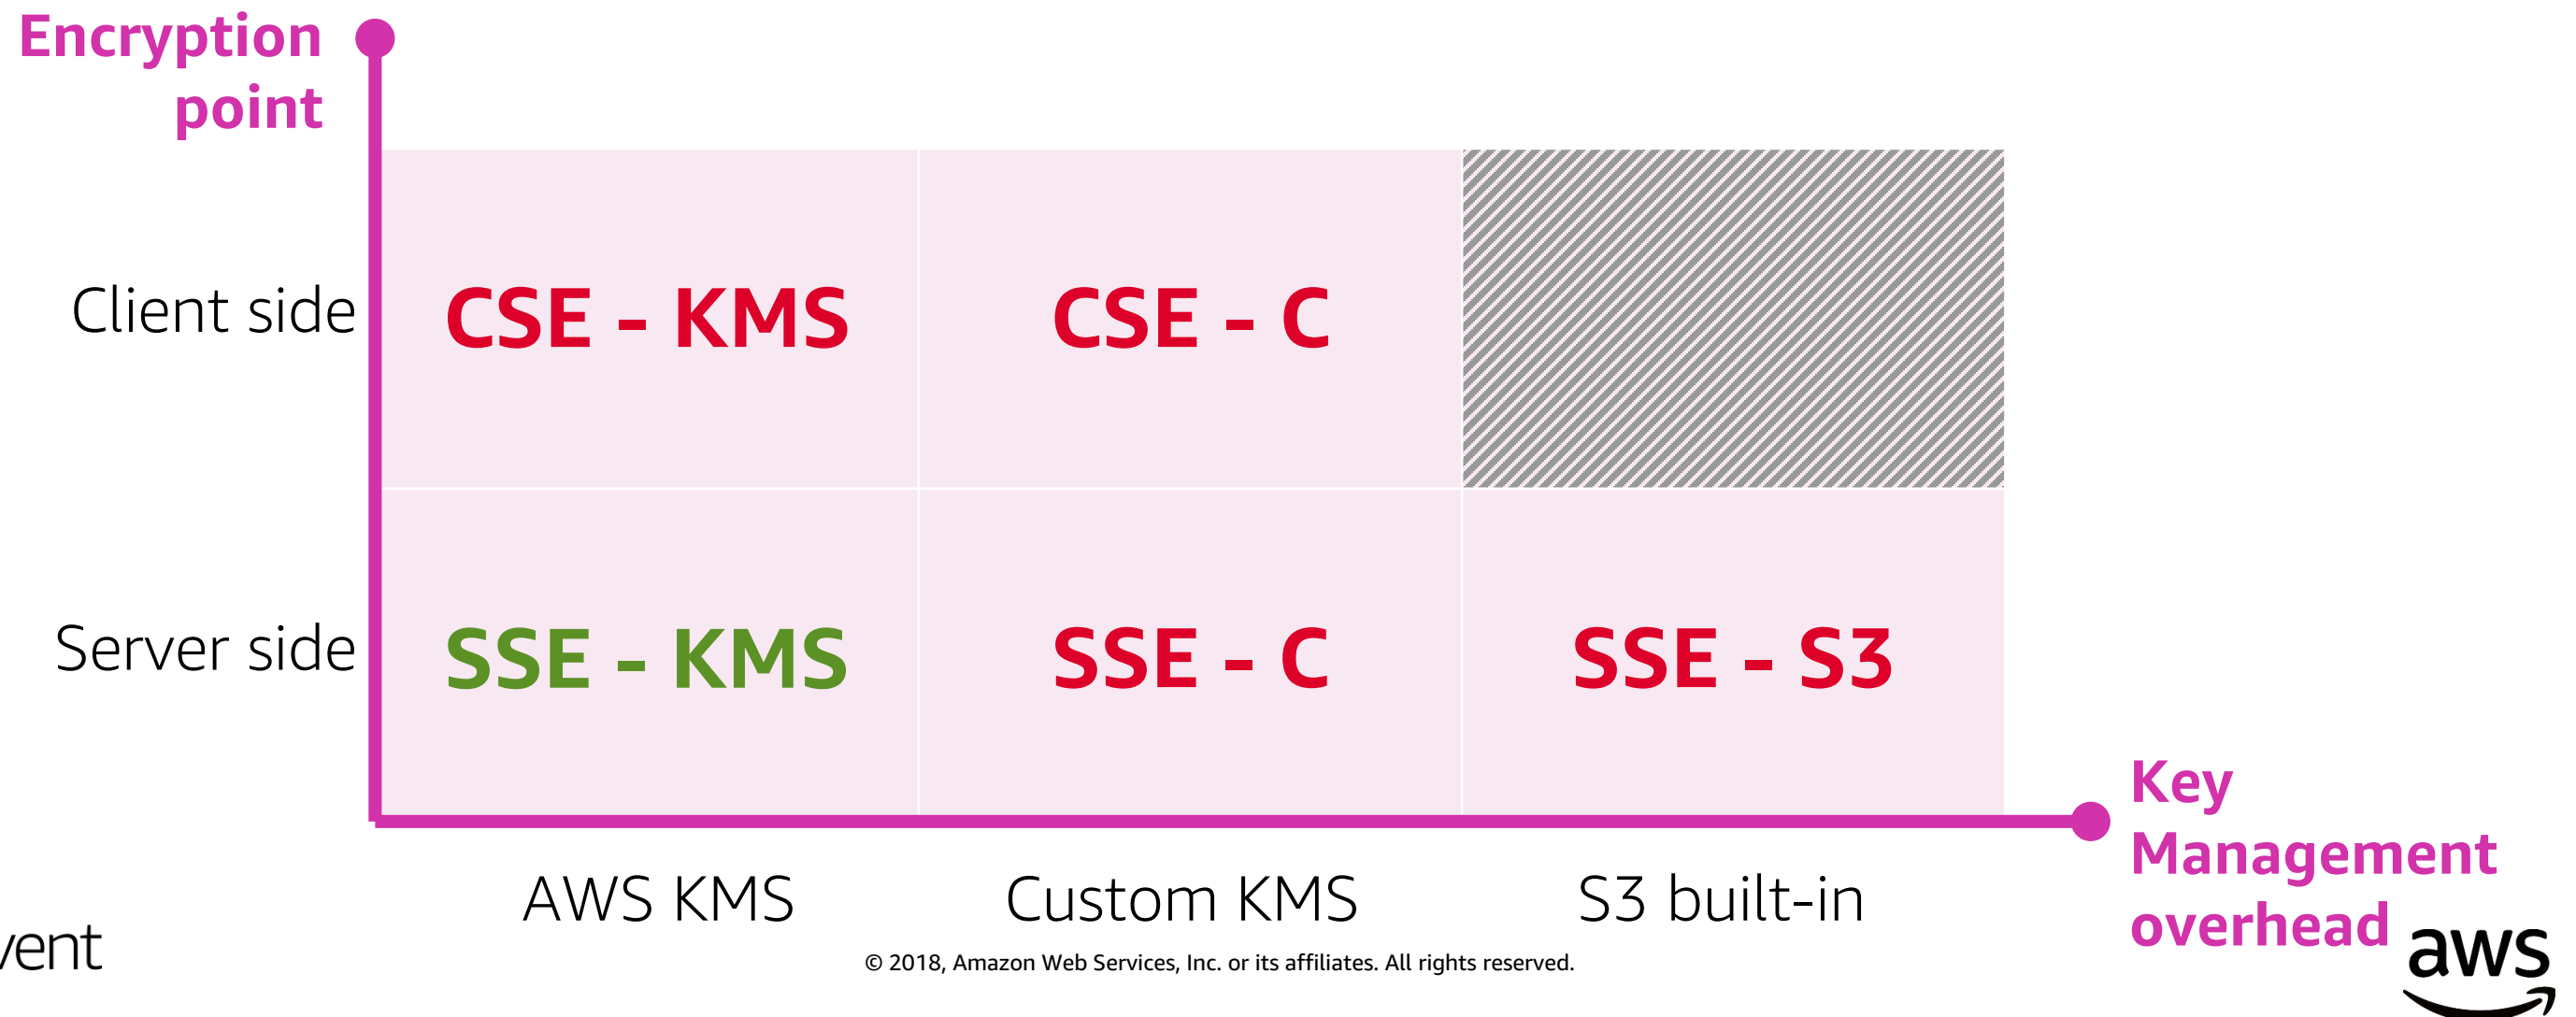 Encryption
point
Client side
CSE - KMS
CSE - C
Server side
SSE - KMS
SSE - C
SSE - S3
Key
Management
overhead
AWS KMS
Custom KMS
S3 built-in
© 2018, Amazon Web Services, Inc. or its affiliates. All rights reserved.
aws